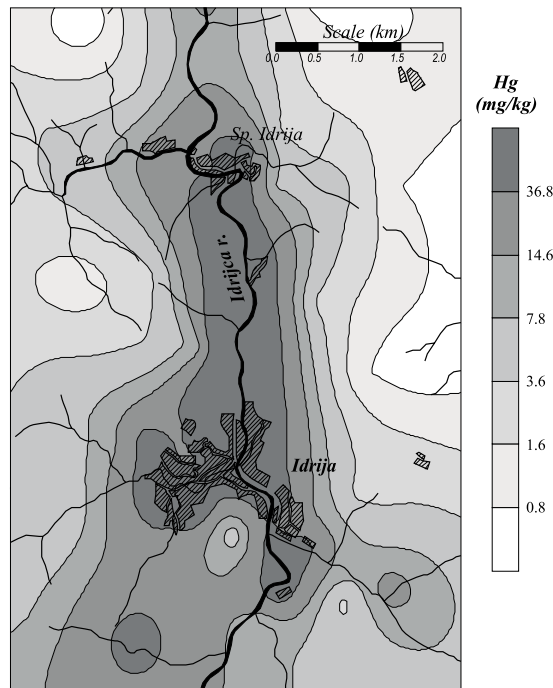 Scale (km)
0.0 0.5 1.0 1.5 2.0
Hg
(mg/kg)
Sp. Idrija
36.8
Idrijca r.
14.6
7.8
3.6
1.6
Idrija
0.8